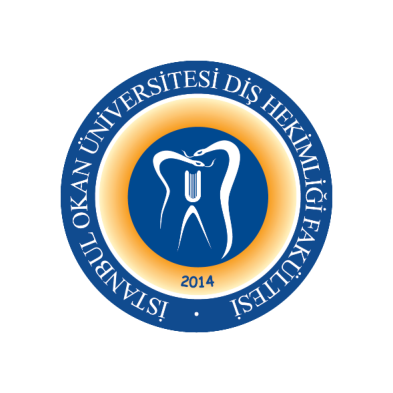 İSTANBUL OKAN ÜNİVERSİTESİ DİŞ HEKİMLİĞİ FAKÜLTESİ
2014